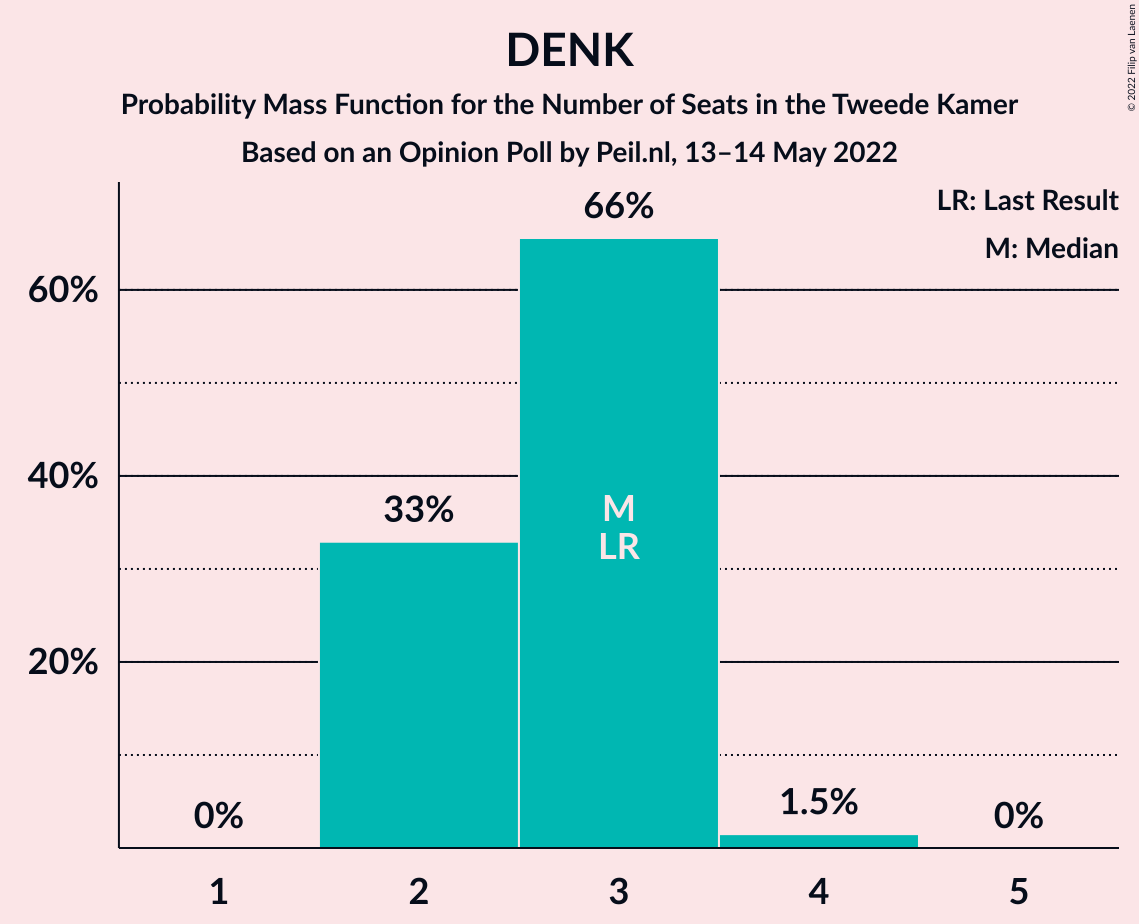 DENK
Probability Mass Function for the Number of Seats in the Tweede Kamer
Based on an Opinion Poll by Peil.nl, 13–14 May 2022
© 2022 Filip van Laenen
LR: Last Result
M: Median
66%
60%
40%
33%
M
LR
20%
0%
1.5%
0%
1
2
3
4
5